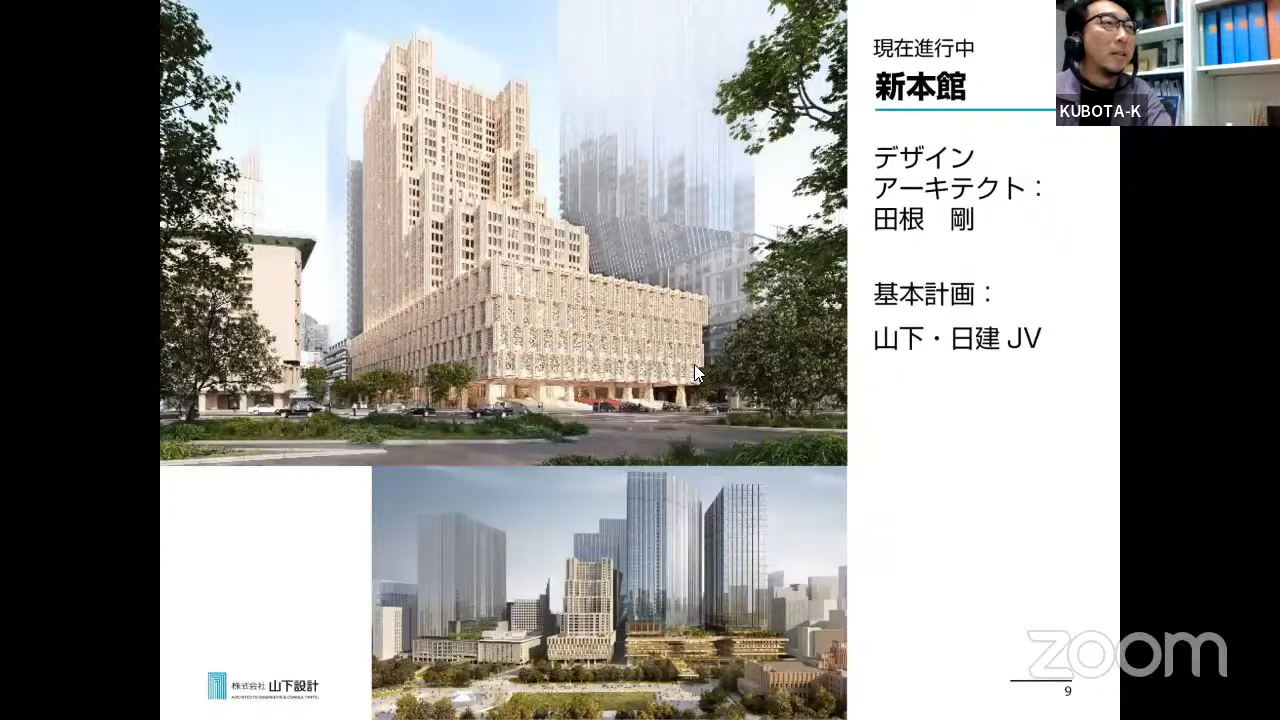 現在進行中
新本館
KUBOTA-K
デザイン
アーキテクト：
田根　剛
基本計画：
山下・日建 JV
株式会社 山下設計
ARCHITECTS ENGINEERS & CONSULTANTS
zoom
9